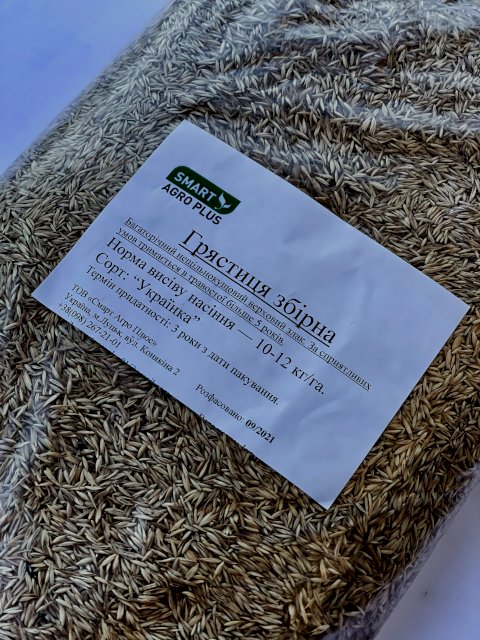 SMART
AGRO PLUS
Грястиця збірна
Багаторічний нещільнокущовий верховий злак. За сприятливих
умов тримається в травостої більше 5 років.
Норма висіву насіння — 10-12 кг/га.
Сорт: “Українка”
Термін придатності: 3 роки з дати пакування.
ТОВ «Смарт Агро Плюс»
Україна, м.Луцьк, вул. Конякіна 2
+38(098) 267-21-01
Розфасовано: 09/2021